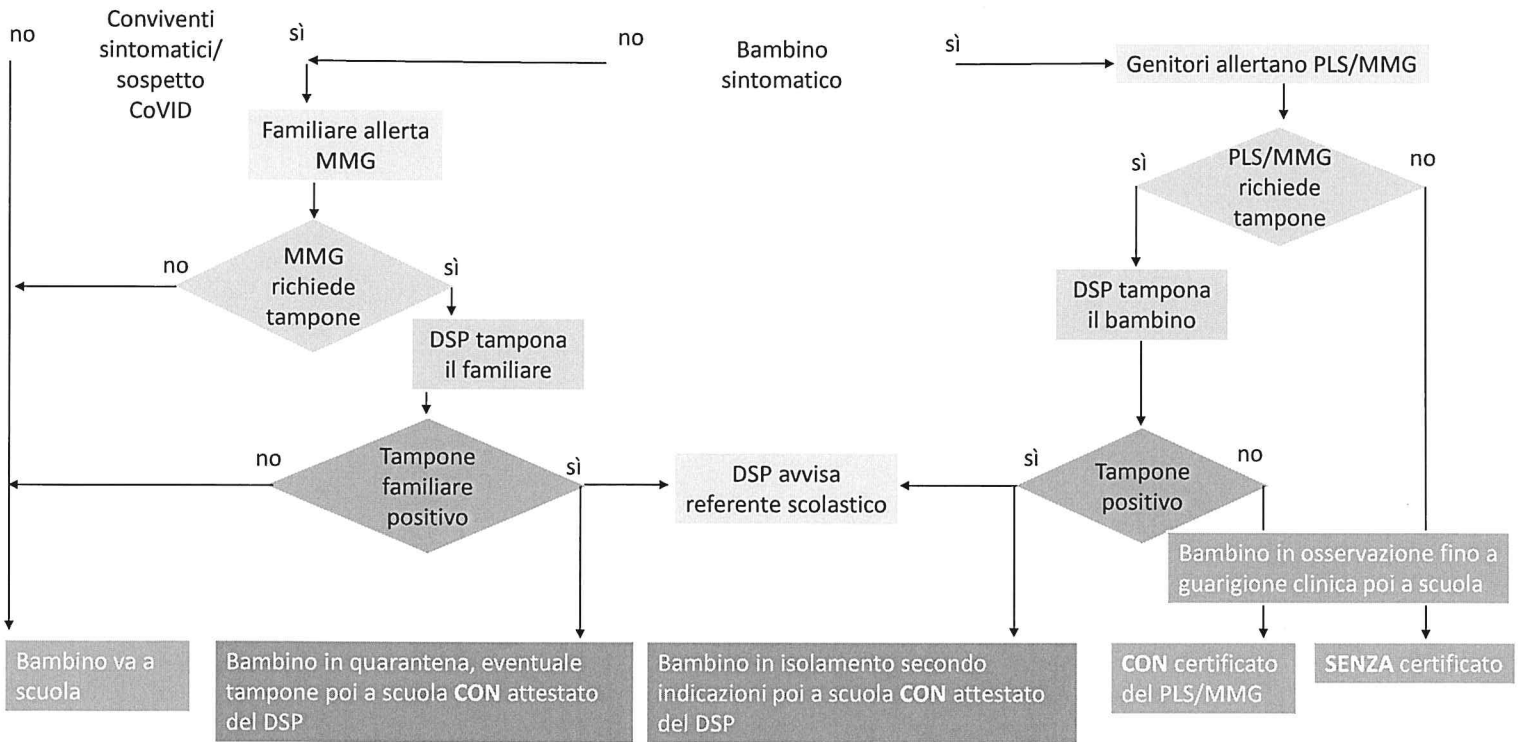 no
Conviventi
sintomatici/
sospetto
CoVID
sì
no
Bambino
sintomatico
sì
Genitori allertano PLS/MMG
Familiare allerta
MMG
sì
PLS/MMG
richiede
tampone
no
no
MMG
richiede
tampone
sì
DSP tampona
il bambino
DSP tampona
il familiare
no
Tampone
familiare
positivo
sì
DSP avvisa
referente scolastico
sì
Tampone
positivo
no
Bambino in osservazione fino a
guarigione clinica poi a scuola
Bambino va a
scuola
Bambino in quarantena, eventuale
tampone poi a scuola CON attestato
del DSP
Bambino in isolamento secondo
indicazioni poi a scuola CON attestato
del DSP
CON certificato
del PLS/MMG
SENZA certificato